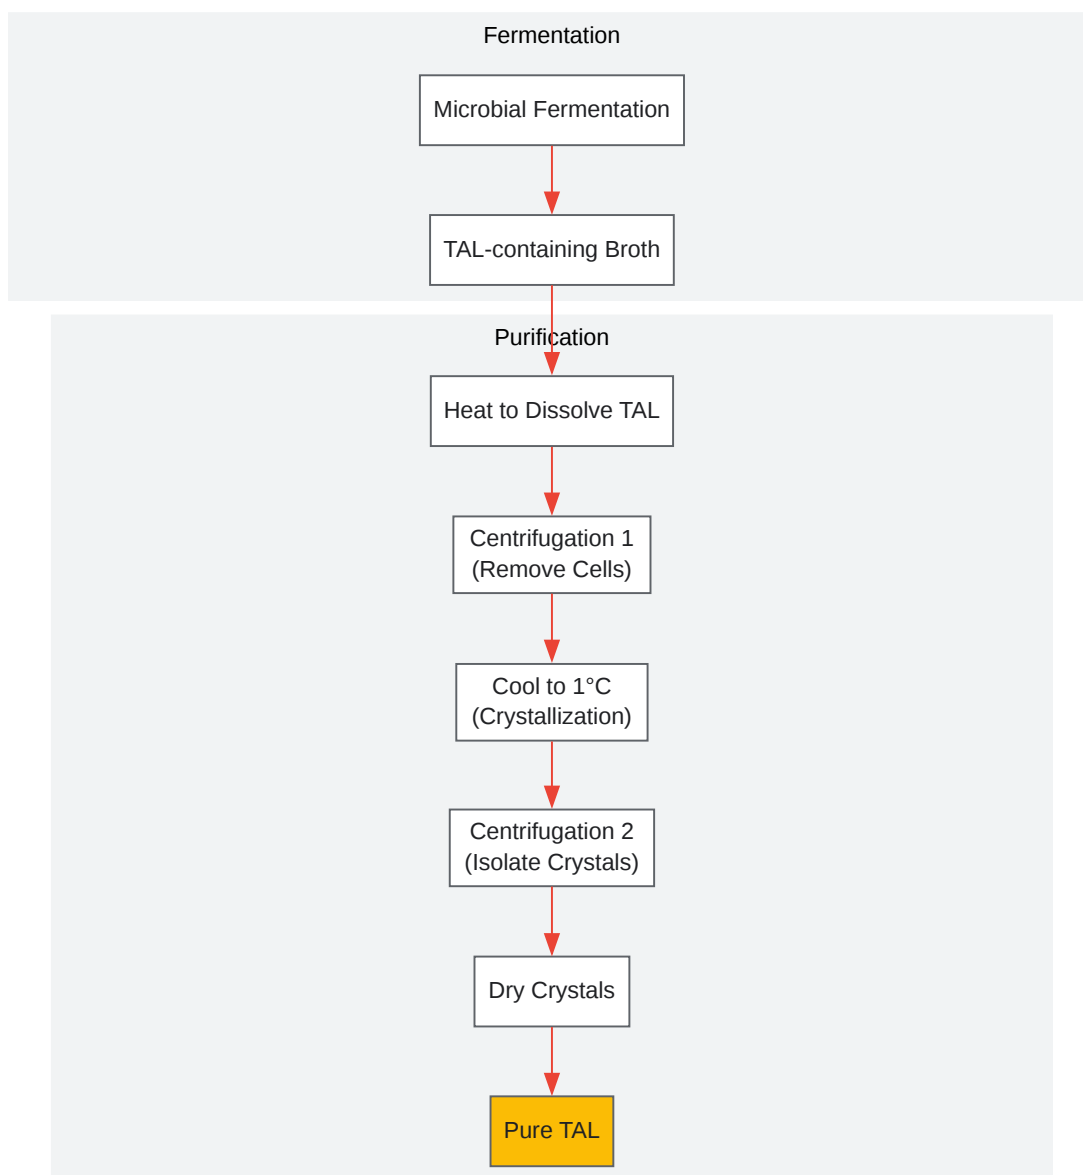 Fermentation
Microbial Fermentation
TAL-containing Broth
Purification
Heat to Dissolve TAL
Centrifugation 1
(Remove Cells)
Cool to 1°C
(Crystallization)
Centrifugation 2
(Isolate Crystals)
Dry Crystals
Pure TAL